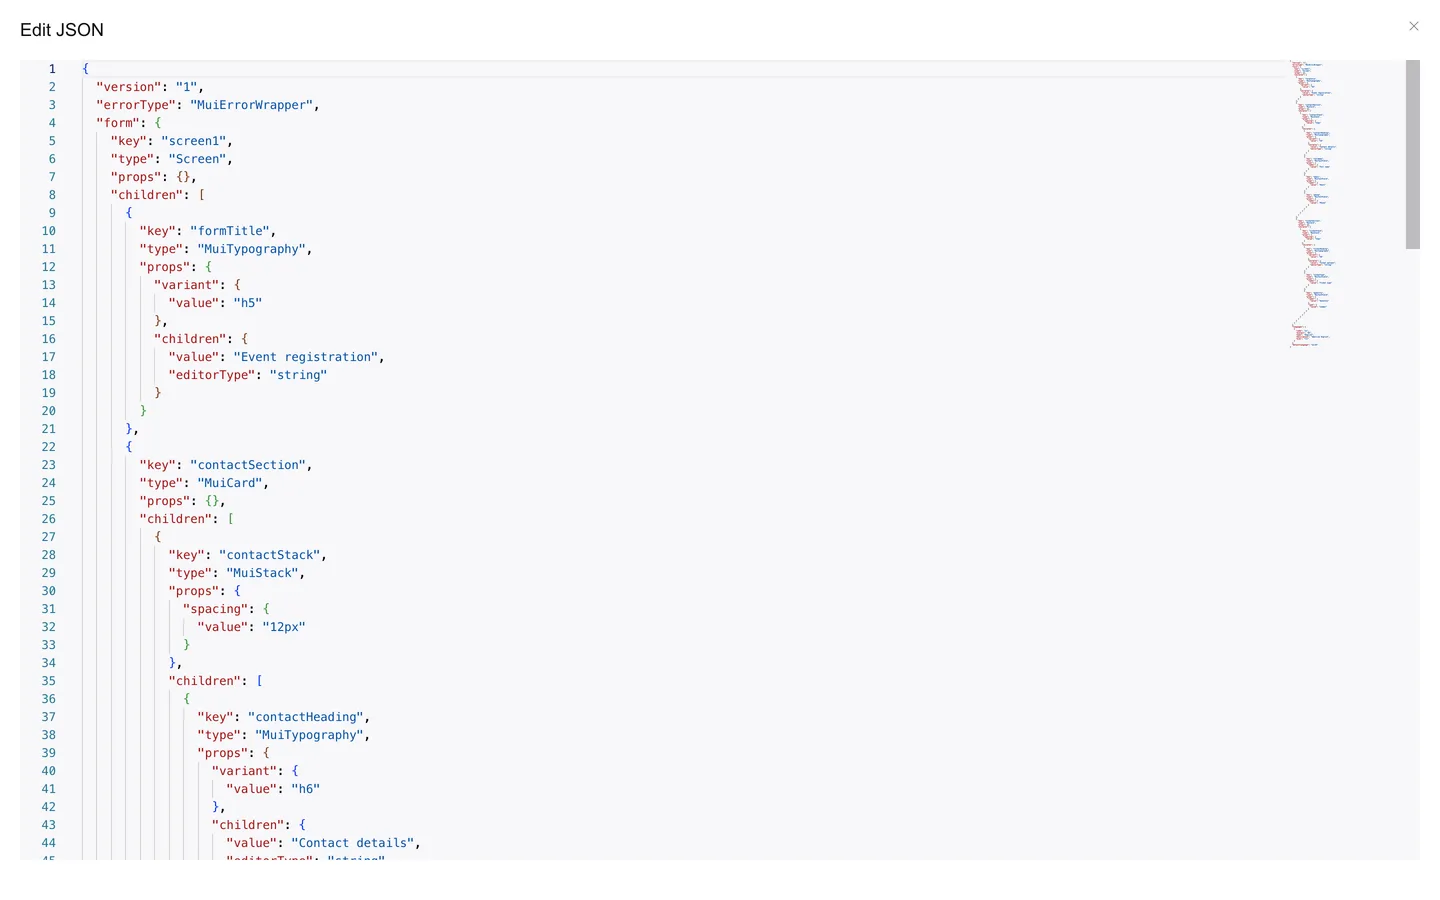 Edit JSON
1 {
2 "version": "1",
3 "errorType": "MuiErrorWrapper",
4 "form": {
5 "key": "screen1",
6 "type": "Screen",
7 "props": {},
8 "children": [
9 {
10 "key": "formTitle",
11 "type": "MuiTypography",
12 "props": {
13 "variant": {
14 "value": "h5"
15 },
16 "children": {
17 "value": "Event registration",
18 "editorType": "string"
19 }
20 }
21 },
22 {
23 "key": "contactSection",
24 "type": "MuiCard",
25 "props": {},
26 "children": [
27 {
28 "key": "contactStack",
29 "type": "MuiStack",
30 "props": {
31 "spacing": {
32 "value": "12px"
33 }
34 },
35 "children": [
36 {
37 "key": "contactHeading",
38 "type": "MuiTypography",
39 "props": {
40 "variant": {
41 "value": "h6"
42 },
43 "children": {
44 "value": "Contact details",
45 "editorType": "string"